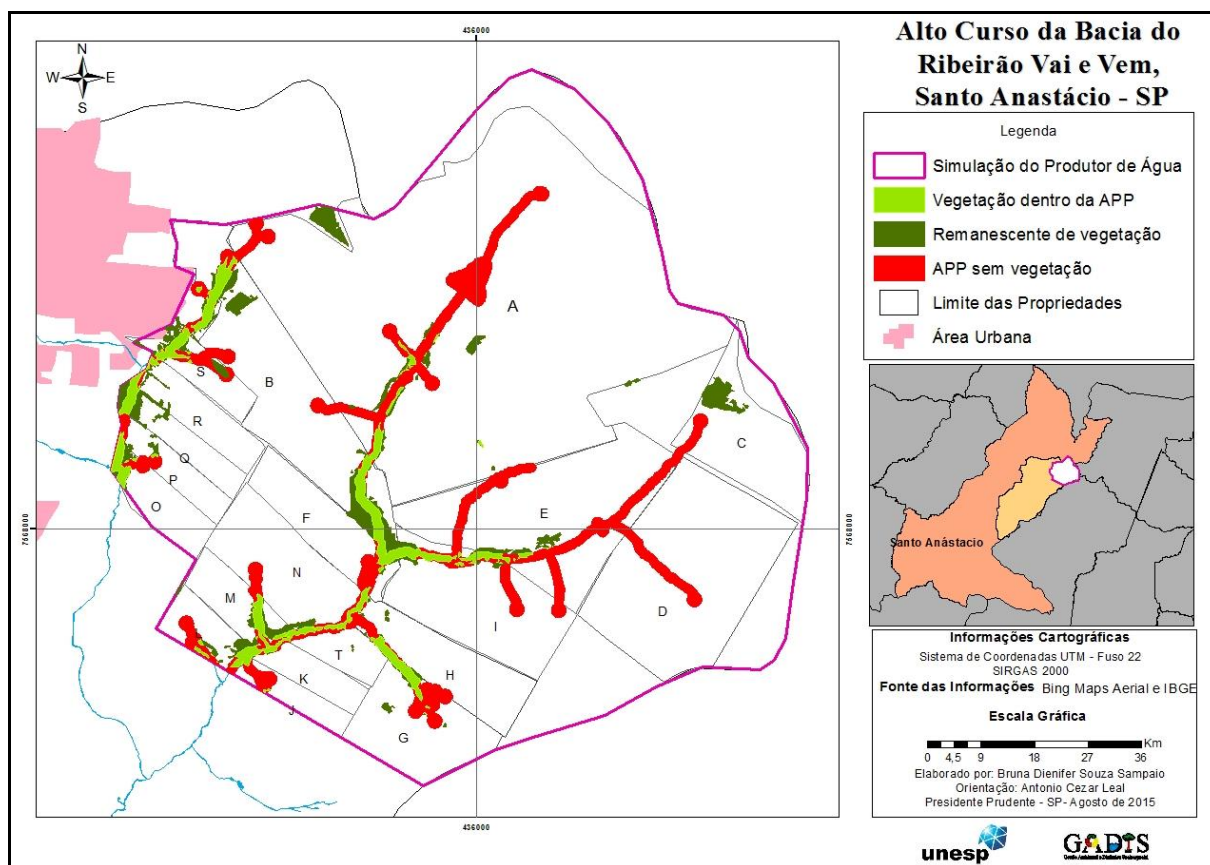 N
W E
S
436000
7668000
A
B
S
R
Q
P
O
F
N
M
E
C
D
I
H
T
K
J
G
436000
Alto Curso da Bacia do
Ribeirão Vai e Vem,
Santo Anastácio - SP
Legenda
Simulação do Produtor de Água
Vegetação dentro da APP
Remanescente de vegetação
APP sem vegetação
Limite das Propriedades
Área Urbana
Santo Anástacio
Informações Cartográficas
Sistema de Coordenadas UTM - Fuso 22
SIRGAS 2000
Fonte das Informações Bing Maps Aerial e IBGE
Escala Gráfica
Km
0 4,5 9 18 27 36
Elaborado por: Bruna Dienifer Souza Sampaio
Orientação: Antonio Cezar Leal
Presidente Prudente - SP- Agosto de 2015
unesp
GADIS
7668000